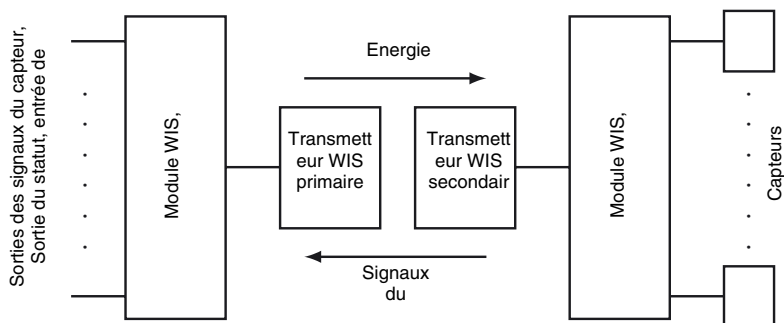 Sorties des signaux du capteur,
Sortie du statut, entrée de
Module WIS,
Energie
Transmett
eur WIS
primaire
Transmett
eur WIS
secondair
Signaux
du
Module WIS,
Capteurs